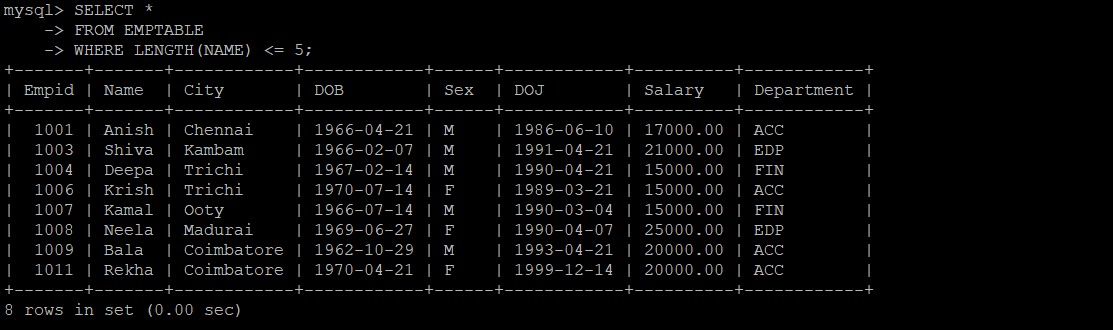 mysql> SELECT *
    -> FROM EMPTABLE
    -> WHERE LENGTH(NAME) <= 5;
+-------+-------+------------+------------+------+------------+----------+------------+
| Empid | Name  | City       | DOB        | Sex  | DOJ        | Salary   | Department |
+-------+-------+------------+------------+------+------------+----------+------------+
|  1001 | Anish | Chennai    | 1966-04-21 | M    | 1986-06-10 | 17000.00 | ACC        |
|  1003 | Shiva | Kambam     | 1966-02-07 | M    | 1991-04-21 | 21000.00 | EDP        |
|  1004 | Deepa | Trichi     | 1967-02-14 | M    | 1990-04-21 | 15000.00 | FIN        |
|  1006 | Krish | Trichi     | 1970-07-14 | F    | 1989-03-21 | 15000.00 | ACC        |
|  1007 | Kamal | Ooty       | 1966-07-14 | M    | 1990-03-04 | 15000.00 | FIN        |
|  1008 | Neela | Madurai    | 1969-06-27 | F    | 1990-04-07 | 25000.00 | EDP        |
|  1009 | Bala  | Coimbatore | 1962-10-29 | M    | 1993-04-21 | 20000.00 | ACC        |
|  1011 | Rekha | Coimbatore | 1970-04-21 | F    | 1999-12-14 | 20000.00 | ACC        |
+-------+-------+------------+------------+------+------------+----------+------------+
8 rows in set (0.00 sec)